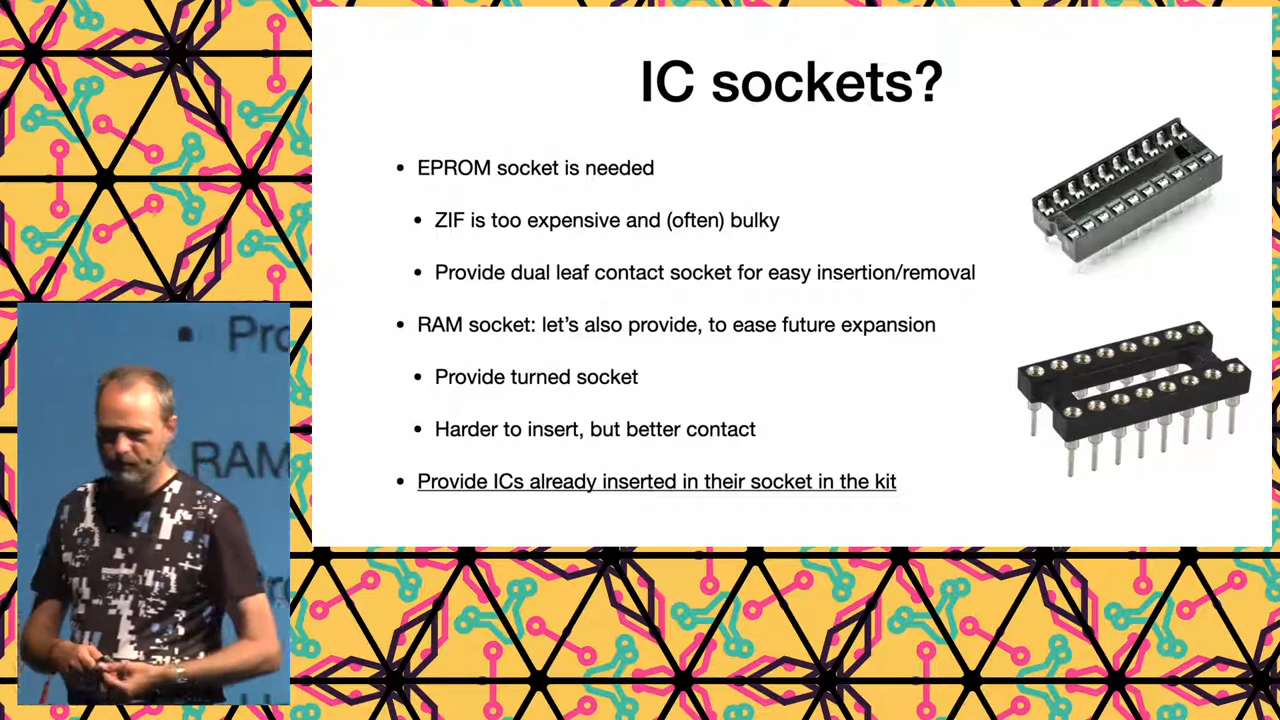 IC sockets?
• EPROM socket is needed
• ZIF is too expensive and (often) bulky
• Provide dual leaf contact socket for easy insertion/removal
• RAM socket: let's also provide, to ease future expansion
• Provide turned socket
• Harder to insert, but better contact
• Provide ICs already inserted in their socket in the kit
Pro
RAM